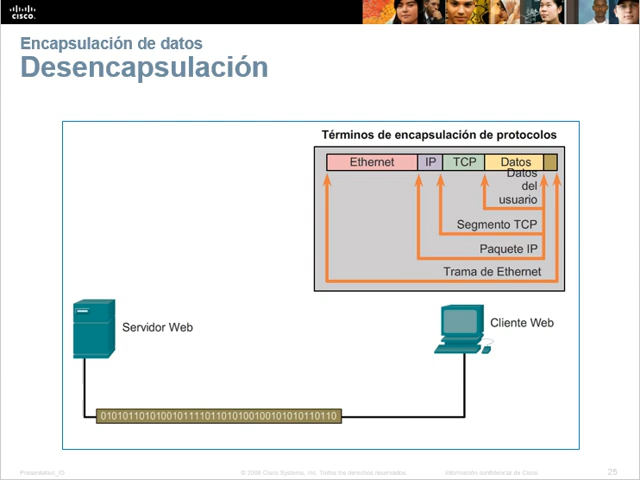 CISCO
Encapsulación de datos
Desencapsulación
Términos de encapsulación de protocolos
Ethernet IP TCP Datos
Datos
del
usuario
Segmento TCP
Paquete IP
Trama de Ethernet
Servidor Web
Cliente Web
Presentation_ID
© 2008 Cisco Systems, Inc. Todos los derechos reservados.
Información confidencial de Cisco
25